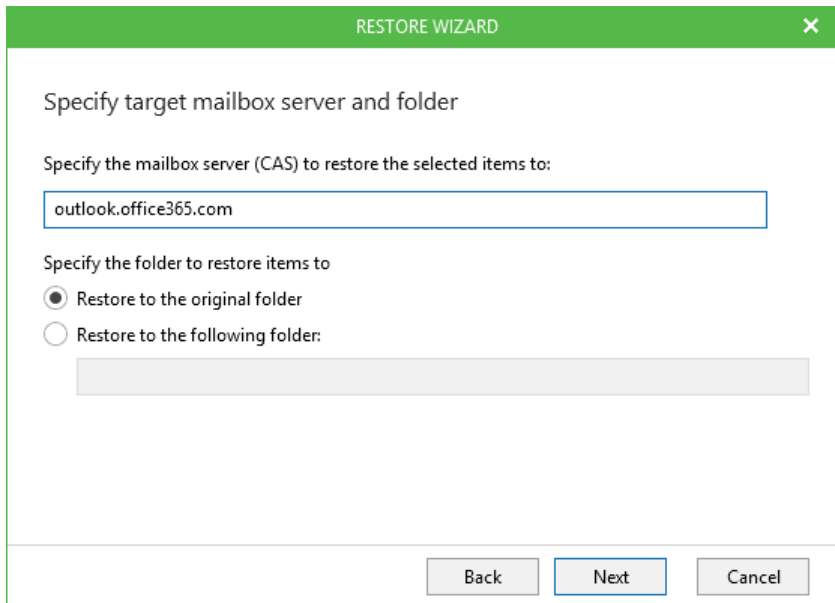 RESTORE WIZARD
Specify target mailbox server and folder
Specify the mailbox server (CAS) to restore the selected items to:
outlook.office365.com
Specify the folder to restore items to
Restore to the original folder
Restore to the following folder:
Back Next Cancel